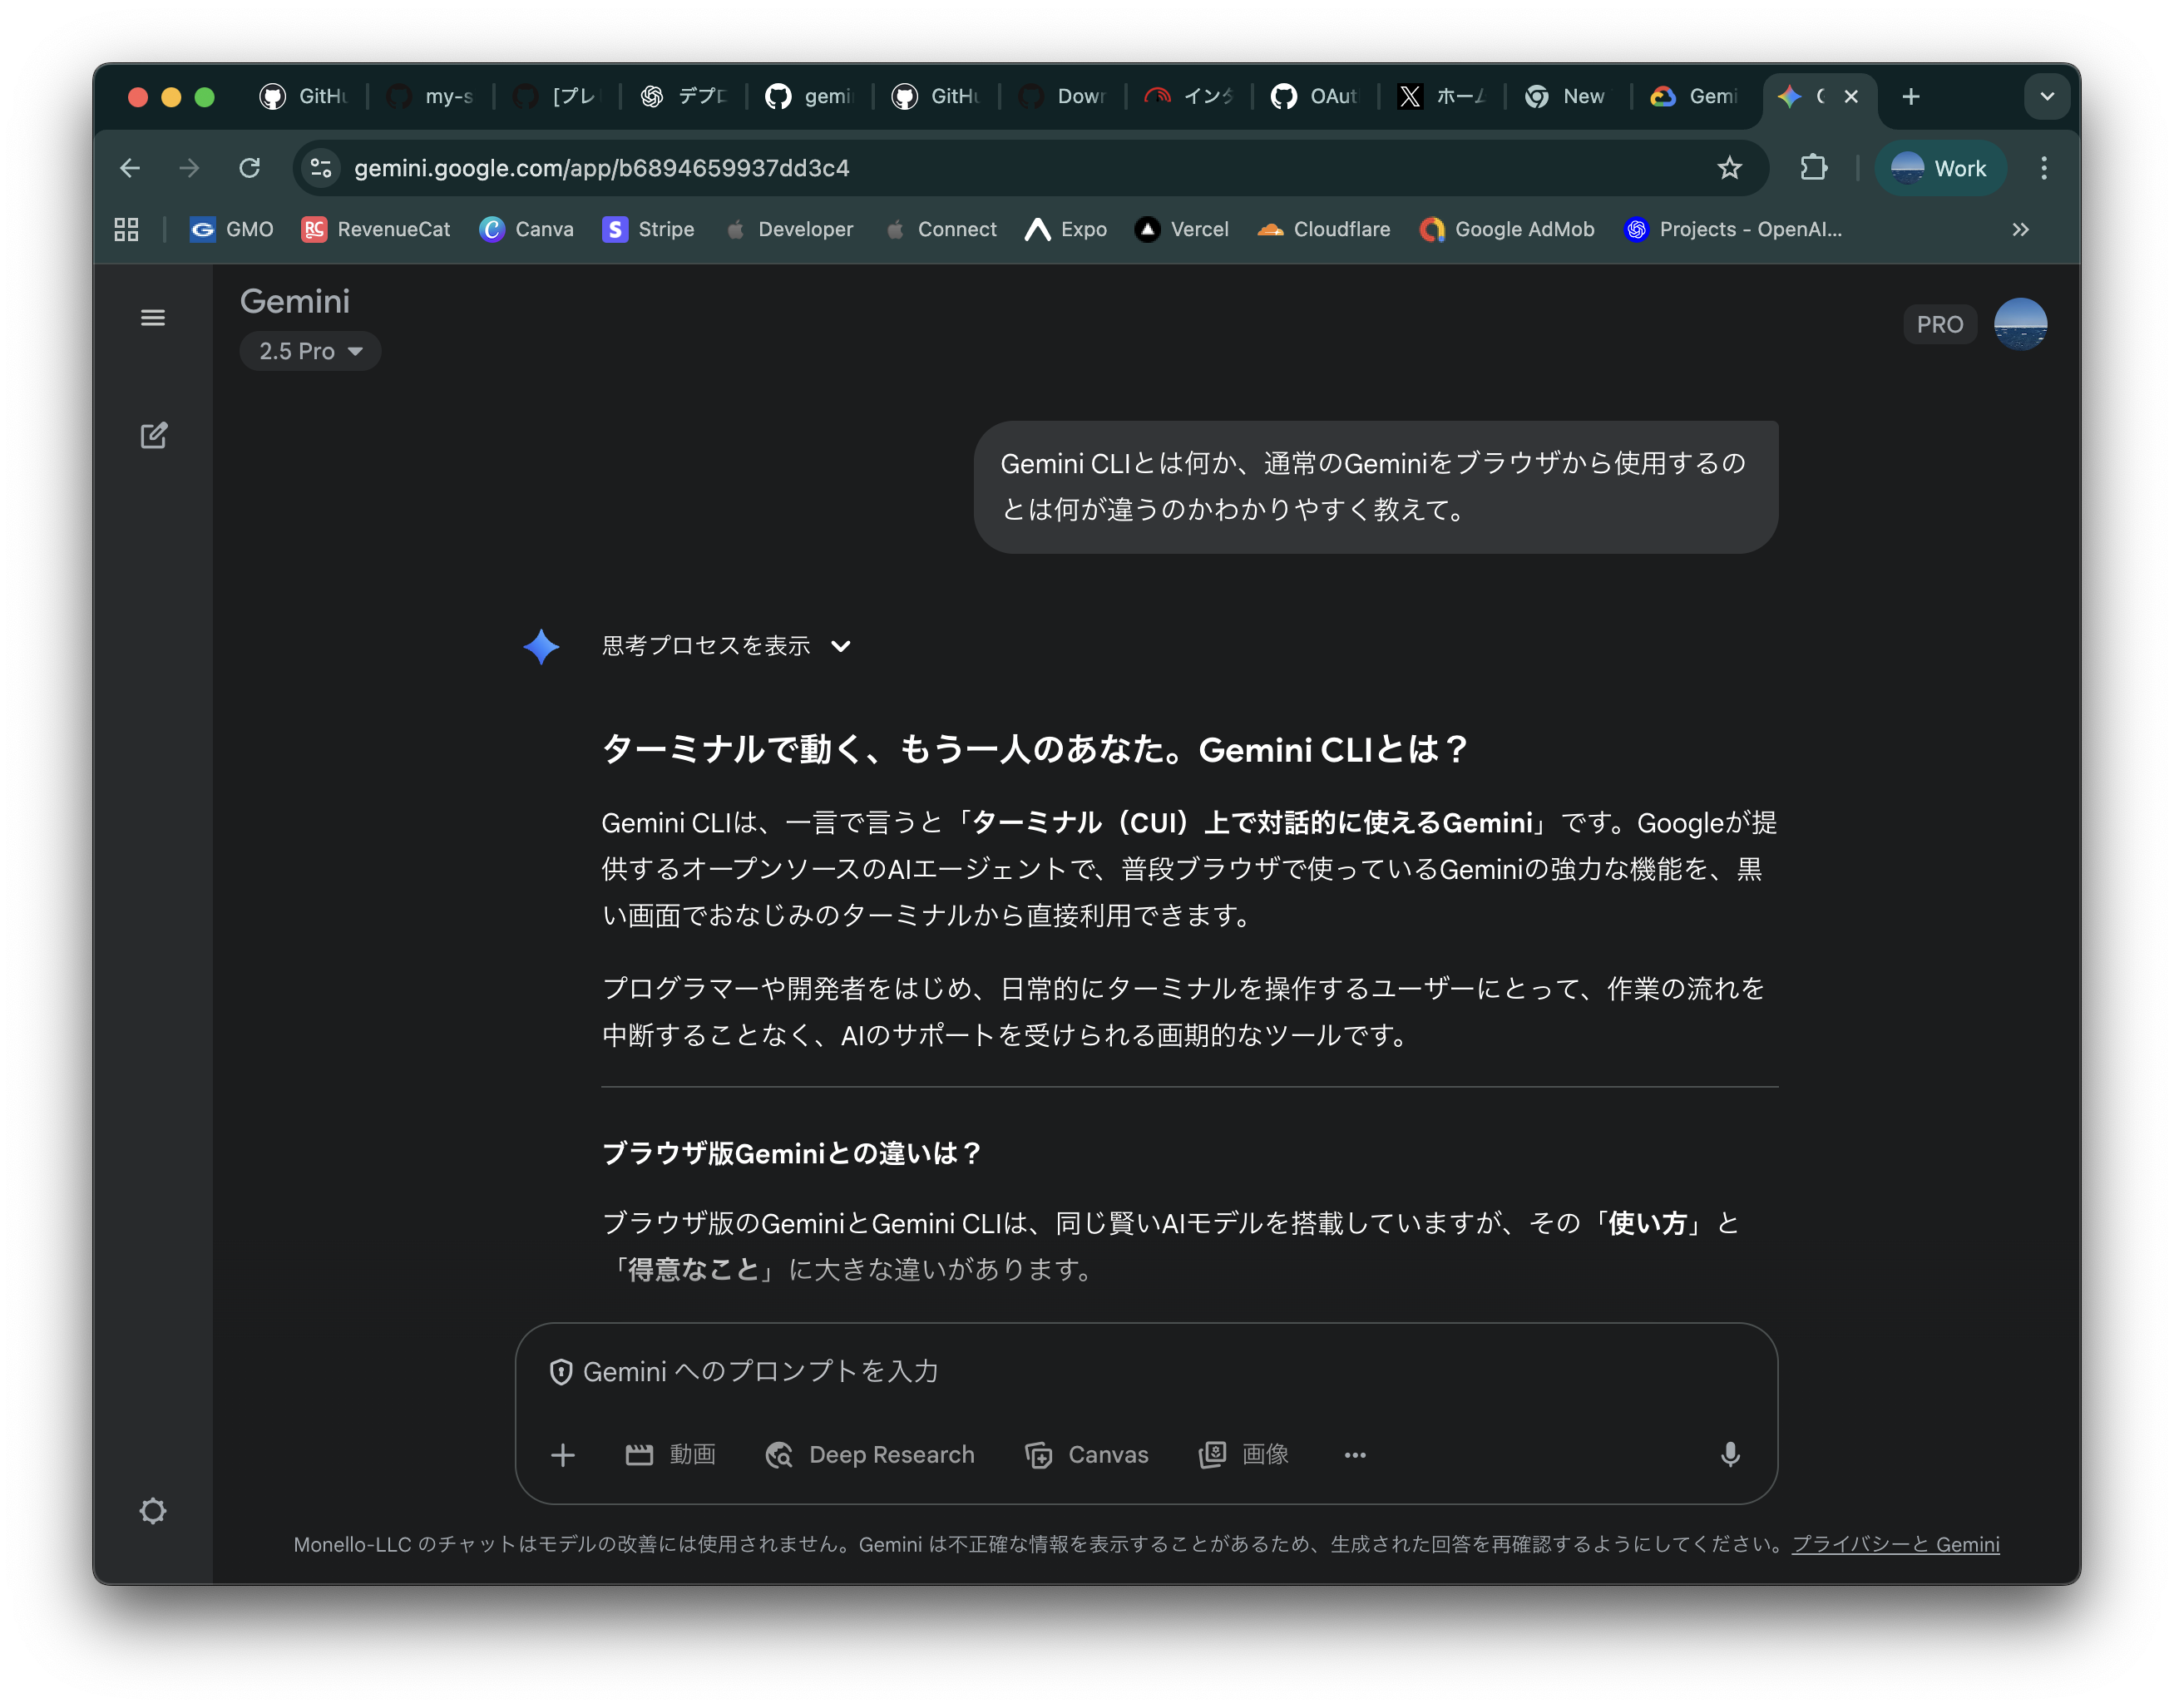 GitHu
my-s
[プレ
デプロ
gemi
GitHu
Dowr
インタ
OAut
ホーム
New
Gemi
gemini.google.com/app/b6894659937dd3c4
Work
GMO
RevenueCat
Canva
Stripe
Developer
Connect
Expo
Vercel
Cloudflare
Google AdMob
Projects - OpenAI...
Gemini
2.5 Pro
PRO
Gemini CLIとは何か、通常のGeminiをブラウザから使用するの
とは何が違うのかわかりやすく教えて。
思考プロセスを表示
ターミナルで動く、もう一人のあなた。Gemini CLIとは？
Gemini CLIは、一言で言うと「ターミナル（CUI）上で対話的に使えるGemini」です。Googleが提
供するオープンソースのAIエージェントで、普段ブラウザで使っているGeminiの強力な機能を、黒
い画面でおなじみのターミナルから直接利用できます。
プログラマーや開発者をはじめ、日常的にターミナルを操作するユーザーにとって、作業の流れを
中断することなく、AIのサポートを受けられる画期的なツールです。
ブラウザ版Geminiとの違いは？
ブラウザ版のGeminiとGemini CLIは、同じ賢いAIモデルを搭載していますが、その「使い方」と
「得意なこと」に大きな違いがあります。
Gemini へのプロンプトを入力
動画
Deep Research
Canvas
画像
Monello-LLC のチャットはモデルの改善には使用されません。Gemini は不正確な情報を表示することがあるため、生成された回答を再確認するようにしてください。プライバシーと Gemini